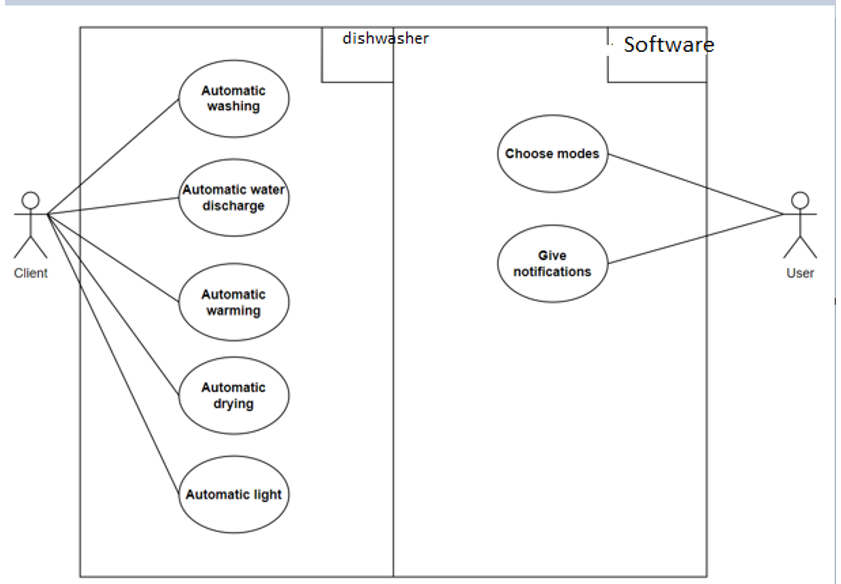 dishwasher
Software
Automatic
washing
Automatic water
discharge
Automatic
warming
Automatic
drying
Automatic light
Client
Choose modes
Give
notifications
User